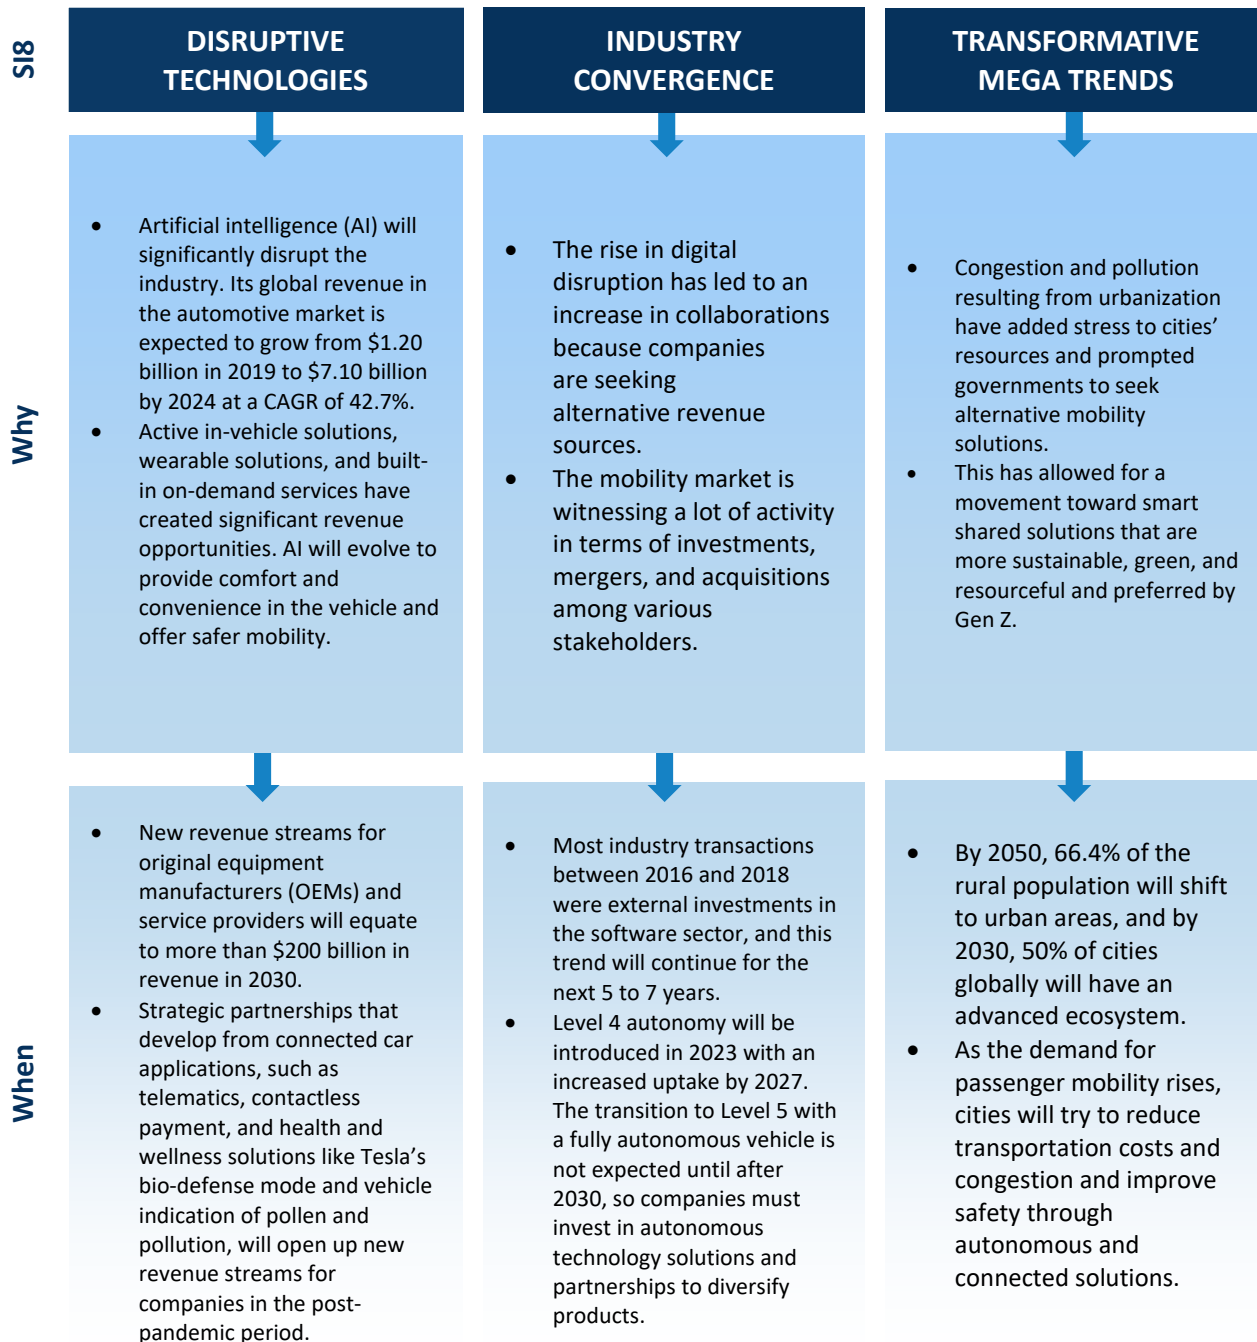 SI8
DISRUPTIVE
TECHNOLOGIES
INDUSTRY
CONVERGENCE
TRANSFORMATIVE
MEGA TRENDS
Why
• Artificial intelligence (AI) will
significantly disrupt the
industry. Its global revenue in
the automotive market is
expected to grow from $1.20
billion in 2019 to $7.10 billion
by 2024 at a CAGR of 42.7%.
• Active in-vehicle solutions,
wearable solutions, and built-
in on-demand services have
created significant revenue
opportunities. AI will evolve to
provide comfort and
convenience in the vehicle and
offer safer mobility.
• The rise in digital
disruption has led to an
increase in collaborations
because companies
are seeking
alternative revenue
sources.
• The mobility market is
witnessing a lot of activity
in terms of investments,
mergers, and acquisitions
among various
stakeholders.
• Congestion and pollution
resulting from urbanization
have added stress to cities’
resources and prompted
governments to seek
alternative mobility
solutions.
• This has allowed for a
movement toward smart
shared solutions that are
more sustainable, green, and
resourceful and preferred by
Gen Z.
When
• New revenue streams for
original equipment
manufacturers (OEMs) and
service providers will equate
to more than $200 billion in
revenue in 2030.
• Strategic partnerships that
develop from connected car
applications, such as
telematics, contactless
payment, and health and
wellness solutions like Tesla’s
bio-defense mode and vehicle
indication of pollen and
pollution, will open up new
revenue streams for
companies in the post-
pandemic period.
• Most industry transactions
between 2016 and 2018
were external investments in
the software sector, and this
trend will continue for the
next 5 to 7 years.
• Level 4 autonomy will be
introduced in 2023 with an
increased uptake by 2027.
The transition to Level 5 with
a fully autonomous vehicle is
not expected until after
2030, so companies must
invest in autonomous
technology solutions and
partnerships to diversify
products.
• By 2050, 66.4% of the
rural population will shift
to urban areas, and by
2030, 50% of cities
globally will have an
advanced ecosystem.
• As the demand for
passenger mobility rises,
cities will try to reduce
transportation costs and
congestion and improve
safety through
autonomous and
connected solutions.